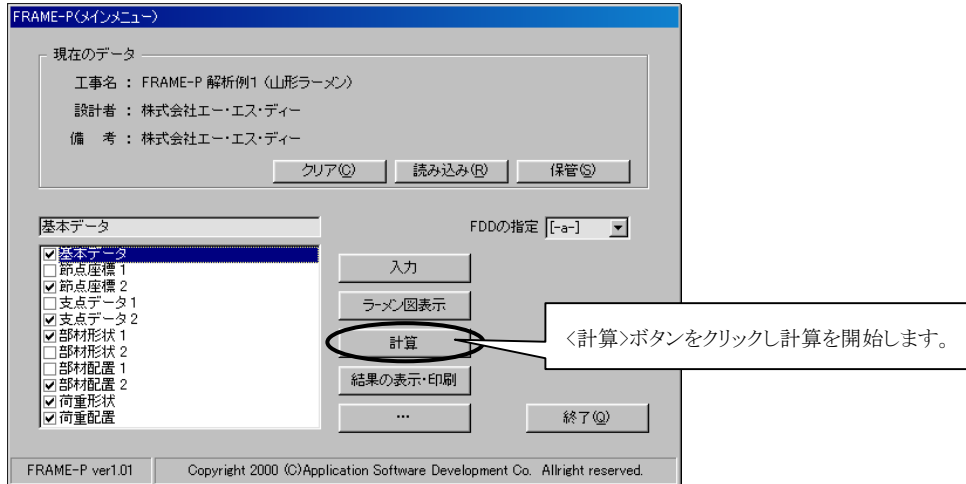 FRAME-P(メインメニュー)
現在のデータ
工事名 : FRAME-P 解析例1 (山形ラーメン)
設計者 : 株式会社エー・エス・ディー
備 考 : 株式会社エー・エス・ディー
クリア(C) 読み込み(R) 保管(S)
基本データ FDDの指定 [-a-]
基本データ
節点座標 1
節点座標 2
支点データ 1
支点データ 2
部材形状 1
部材形状 2
部材配置 1
部材配置 2
荷重形状
荷重配置
入力
ラーメン図表示
計算
<計算>ボタンをクリックし計算を開始します。
結果の表示・印刷
… 終了(Q)
FRAME-P ver1.01 Copyright 2000 (C)Application Software Development Co. Allright reserved.